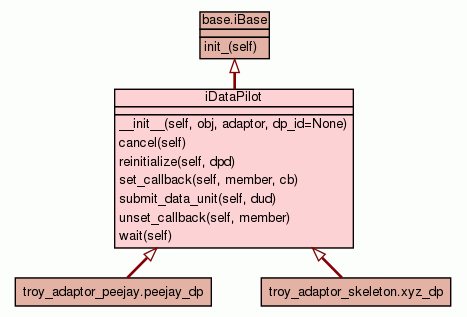 base.iBase
init_(self)
iDataPilot
__init__(self, obj, adaptor, dp_id=None)
cancel(self)
reinitialize(self, dpd)
set_callback(self, member, cb)
submit_data_unit(self, dud)
unset_callback(self, member)
wait(self)
troy_adaptor_peejay.peejay_dp
troy_adaptor_skeleton.xyz_dp